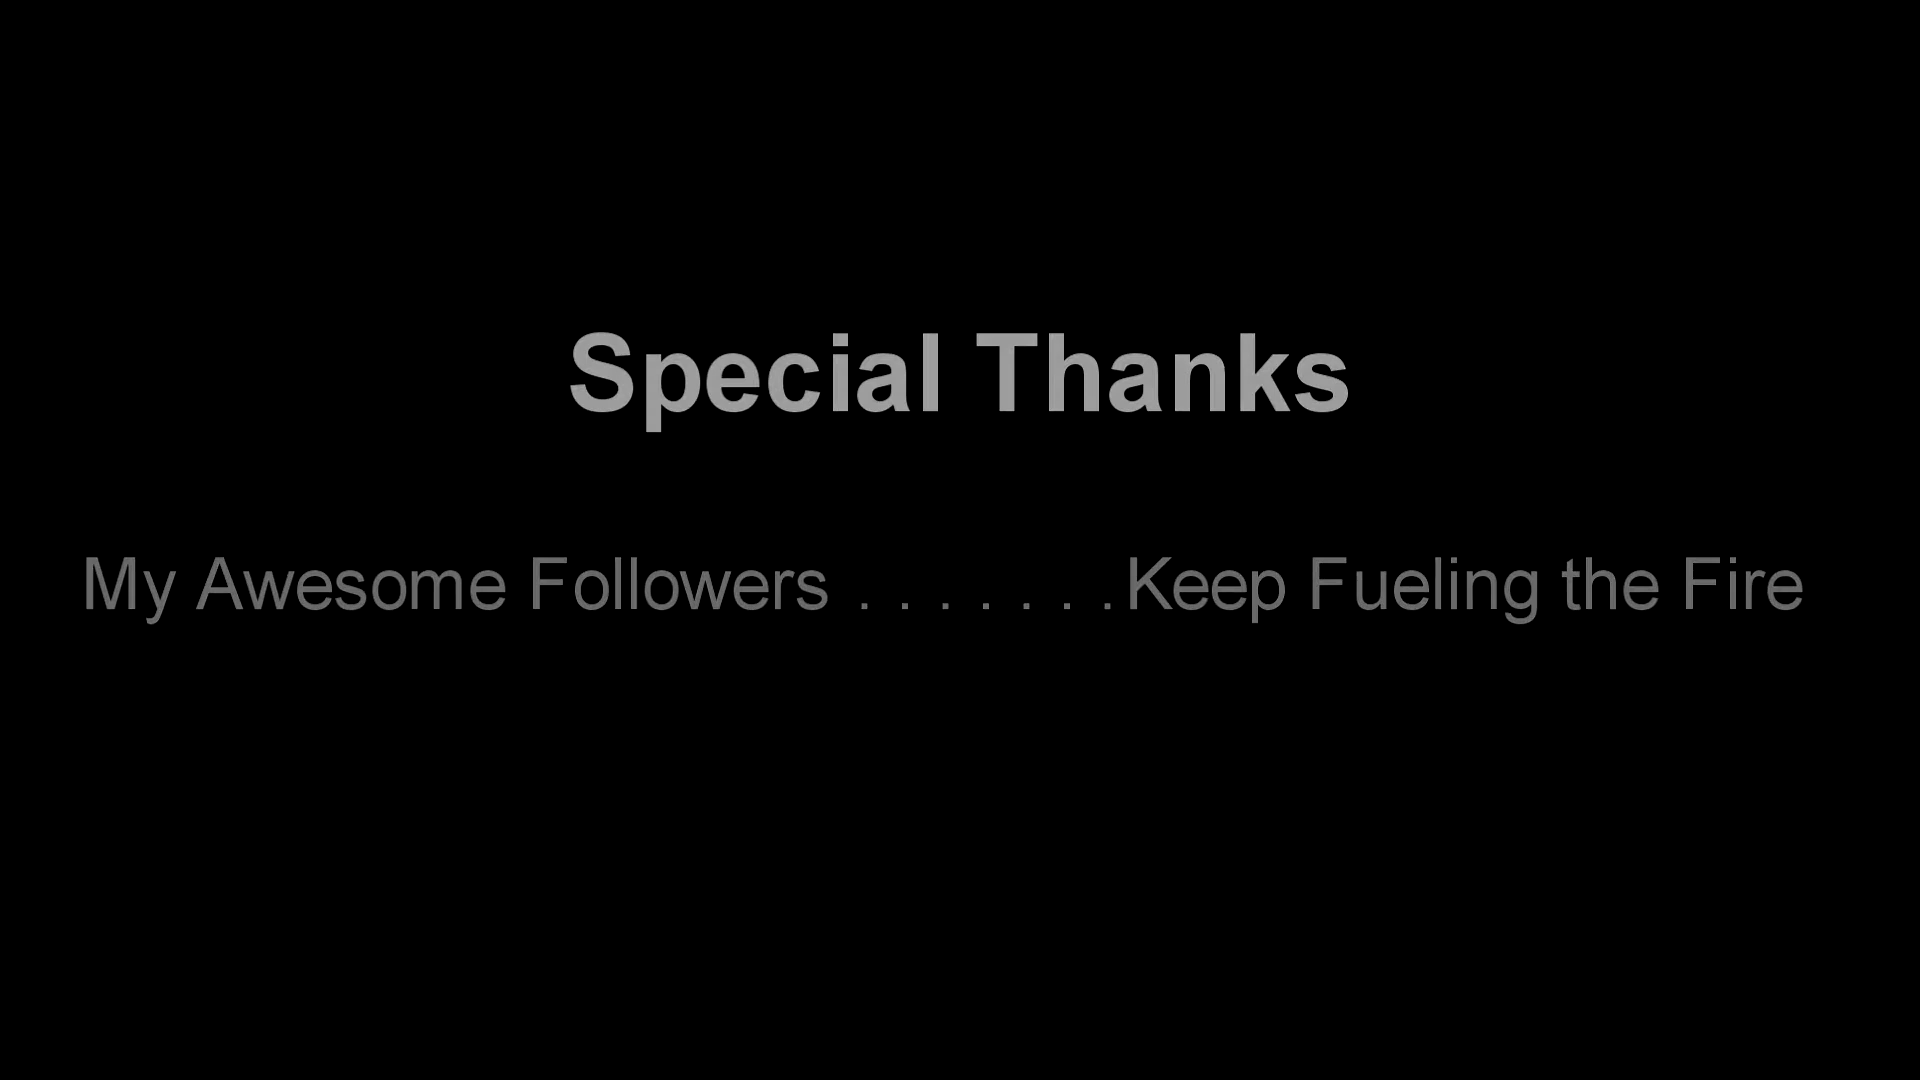 Special Thanks
My Awesome Followers . . . . . . . Keep Fueling the Fire